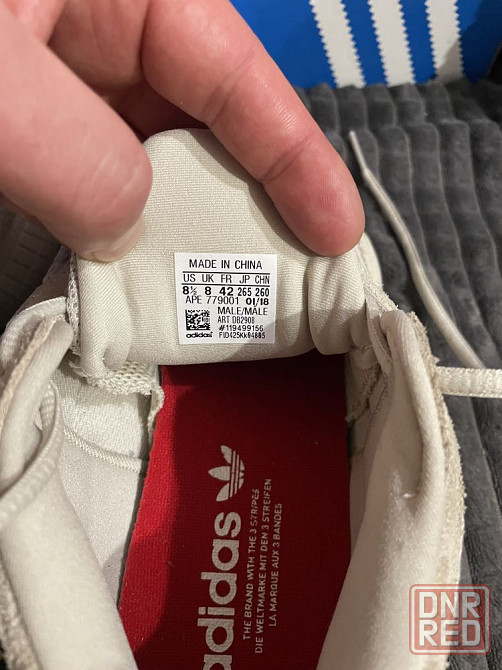 MADE IN CHINA
US UK FR JP CHN
8½ 8 42 265 260
APE 779001 01/18
MALE/MÂLE
ART DB2908
#119499156
adidas
FID425Kk04805
adidas
THE BRAND WITH THE 3 STRIPES
DIE WELTMARKE MIT DEN 3 STREIFEN
LA MARQUE AUX 3 BANDES
DNR
RED